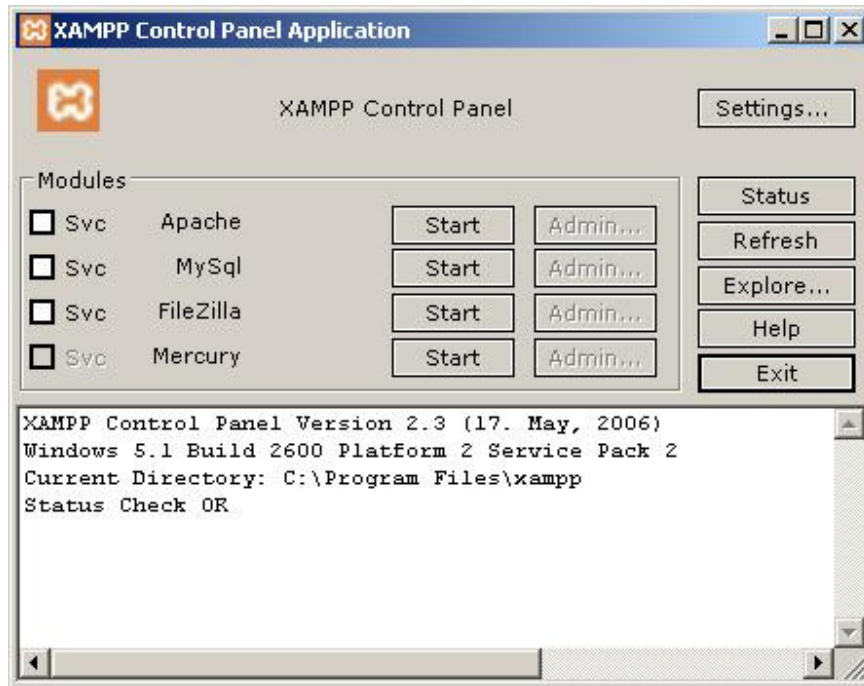 XAMPP Control Panel Application
XAMPP Control Panel
Settings...
Modules
Svc Apache Start Admin...
Svc MySql Start Admin...
Svc FileZilla Start Admin...
Svc Mercury Start Admin...
Status
Refresh
Explore...
Help
Exit
XAMPP Control Panel Version 2.3 (17. May, 2006)
Windows 5.1 Build 2600 Platform 2 Service Pack 2
Current Directory: C:\Program Files\xampp
Status Check OR